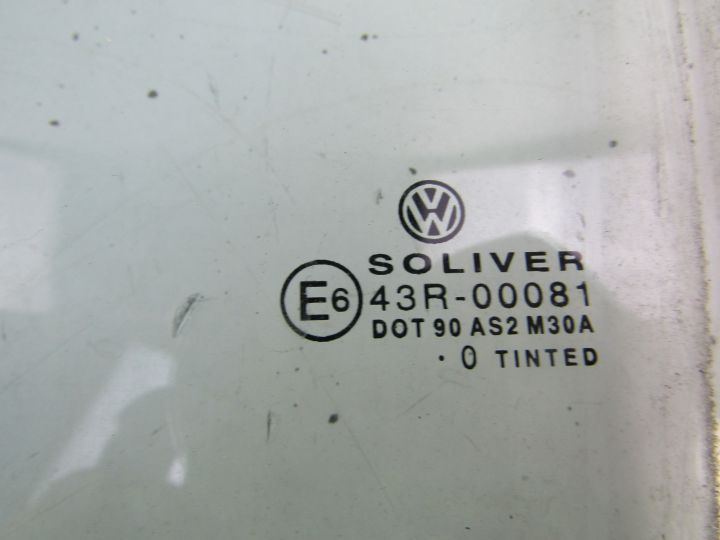 SOLIVER
E6 43R-00081
DOT 90 AS2 M30A
· 0 TINTED